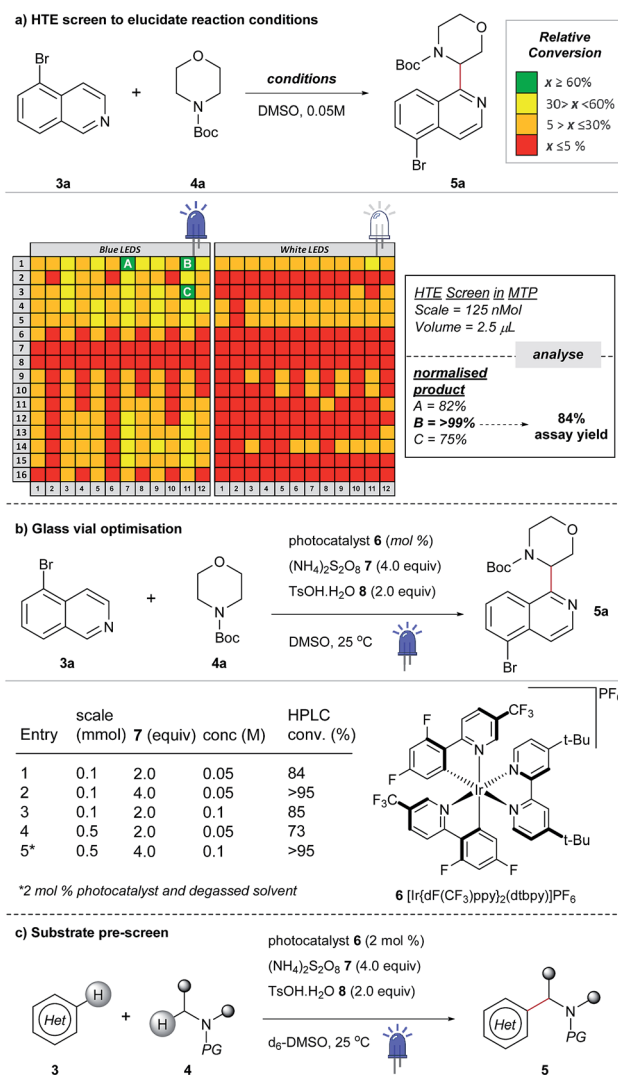 a) HTE screen to elucidate reaction conditions
Br
N
3a
+
O
N
Boc
4a
conditions
DMSO, 0.05M
O
Boc
N
N
Br
5a
Relative
Conversion
x ≥ 60%
30> x <60%
5 > x ≤30%
x ≤5 %
Blue LEDS
White LEDS
1
2
3
4
5
6
7
8
9
10
11
12
13
14
15
16
A
B
C
1 2 3 4 5 6 7 8 9 10 11 12
1 2 3 4 5 6 7 8 9 10 11 12
HTE Screen in MTP
Scale = 125 nMol
Volume = 2.5 μL
analyse
normalised
product
A = 82%
B = >99%
C = 75%
84%
assay yield
b) Glass vial optimisation
Br
N
3a
+
O
N
Boc
4a
photocatalyst 6 (mol %)
(NH4)2S2O8 7 (4.0 equiv)
TsOH.H2O 8 (2.0 equiv)
DMSO, 25 °C
O
Boc
N
N
Br
5a
Entry scale (mmol) 7 (equiv) conc (M) HPLC conv. (%)
1 0.1 2.0 0.05 84
2 0.1 4.0 0.05 >95
3 0.1 2.0 0.1 85
4 0.5 2.0 0.05 73
5* 0.5 4.0 0.1 >95
*2 mol % photocatalyst and degassed solvent
CF3
F
F
N
t-Bu
N
Ir
N
N
F3C
t-Bu
F
F
6 [Ir{dF(CF3)ppy}2(dtbpy)]PF6
c) Substrate pre-screen
H
Het
3
+
H
N
PG
4
photocatalyst 6 (2 mol %)
(NH4)2S2O8 7 (4.0 equiv)
TsOH.H2O 8 (2.0 equiv)
d6-DMSO, 25 °C
Het
N
PG
5